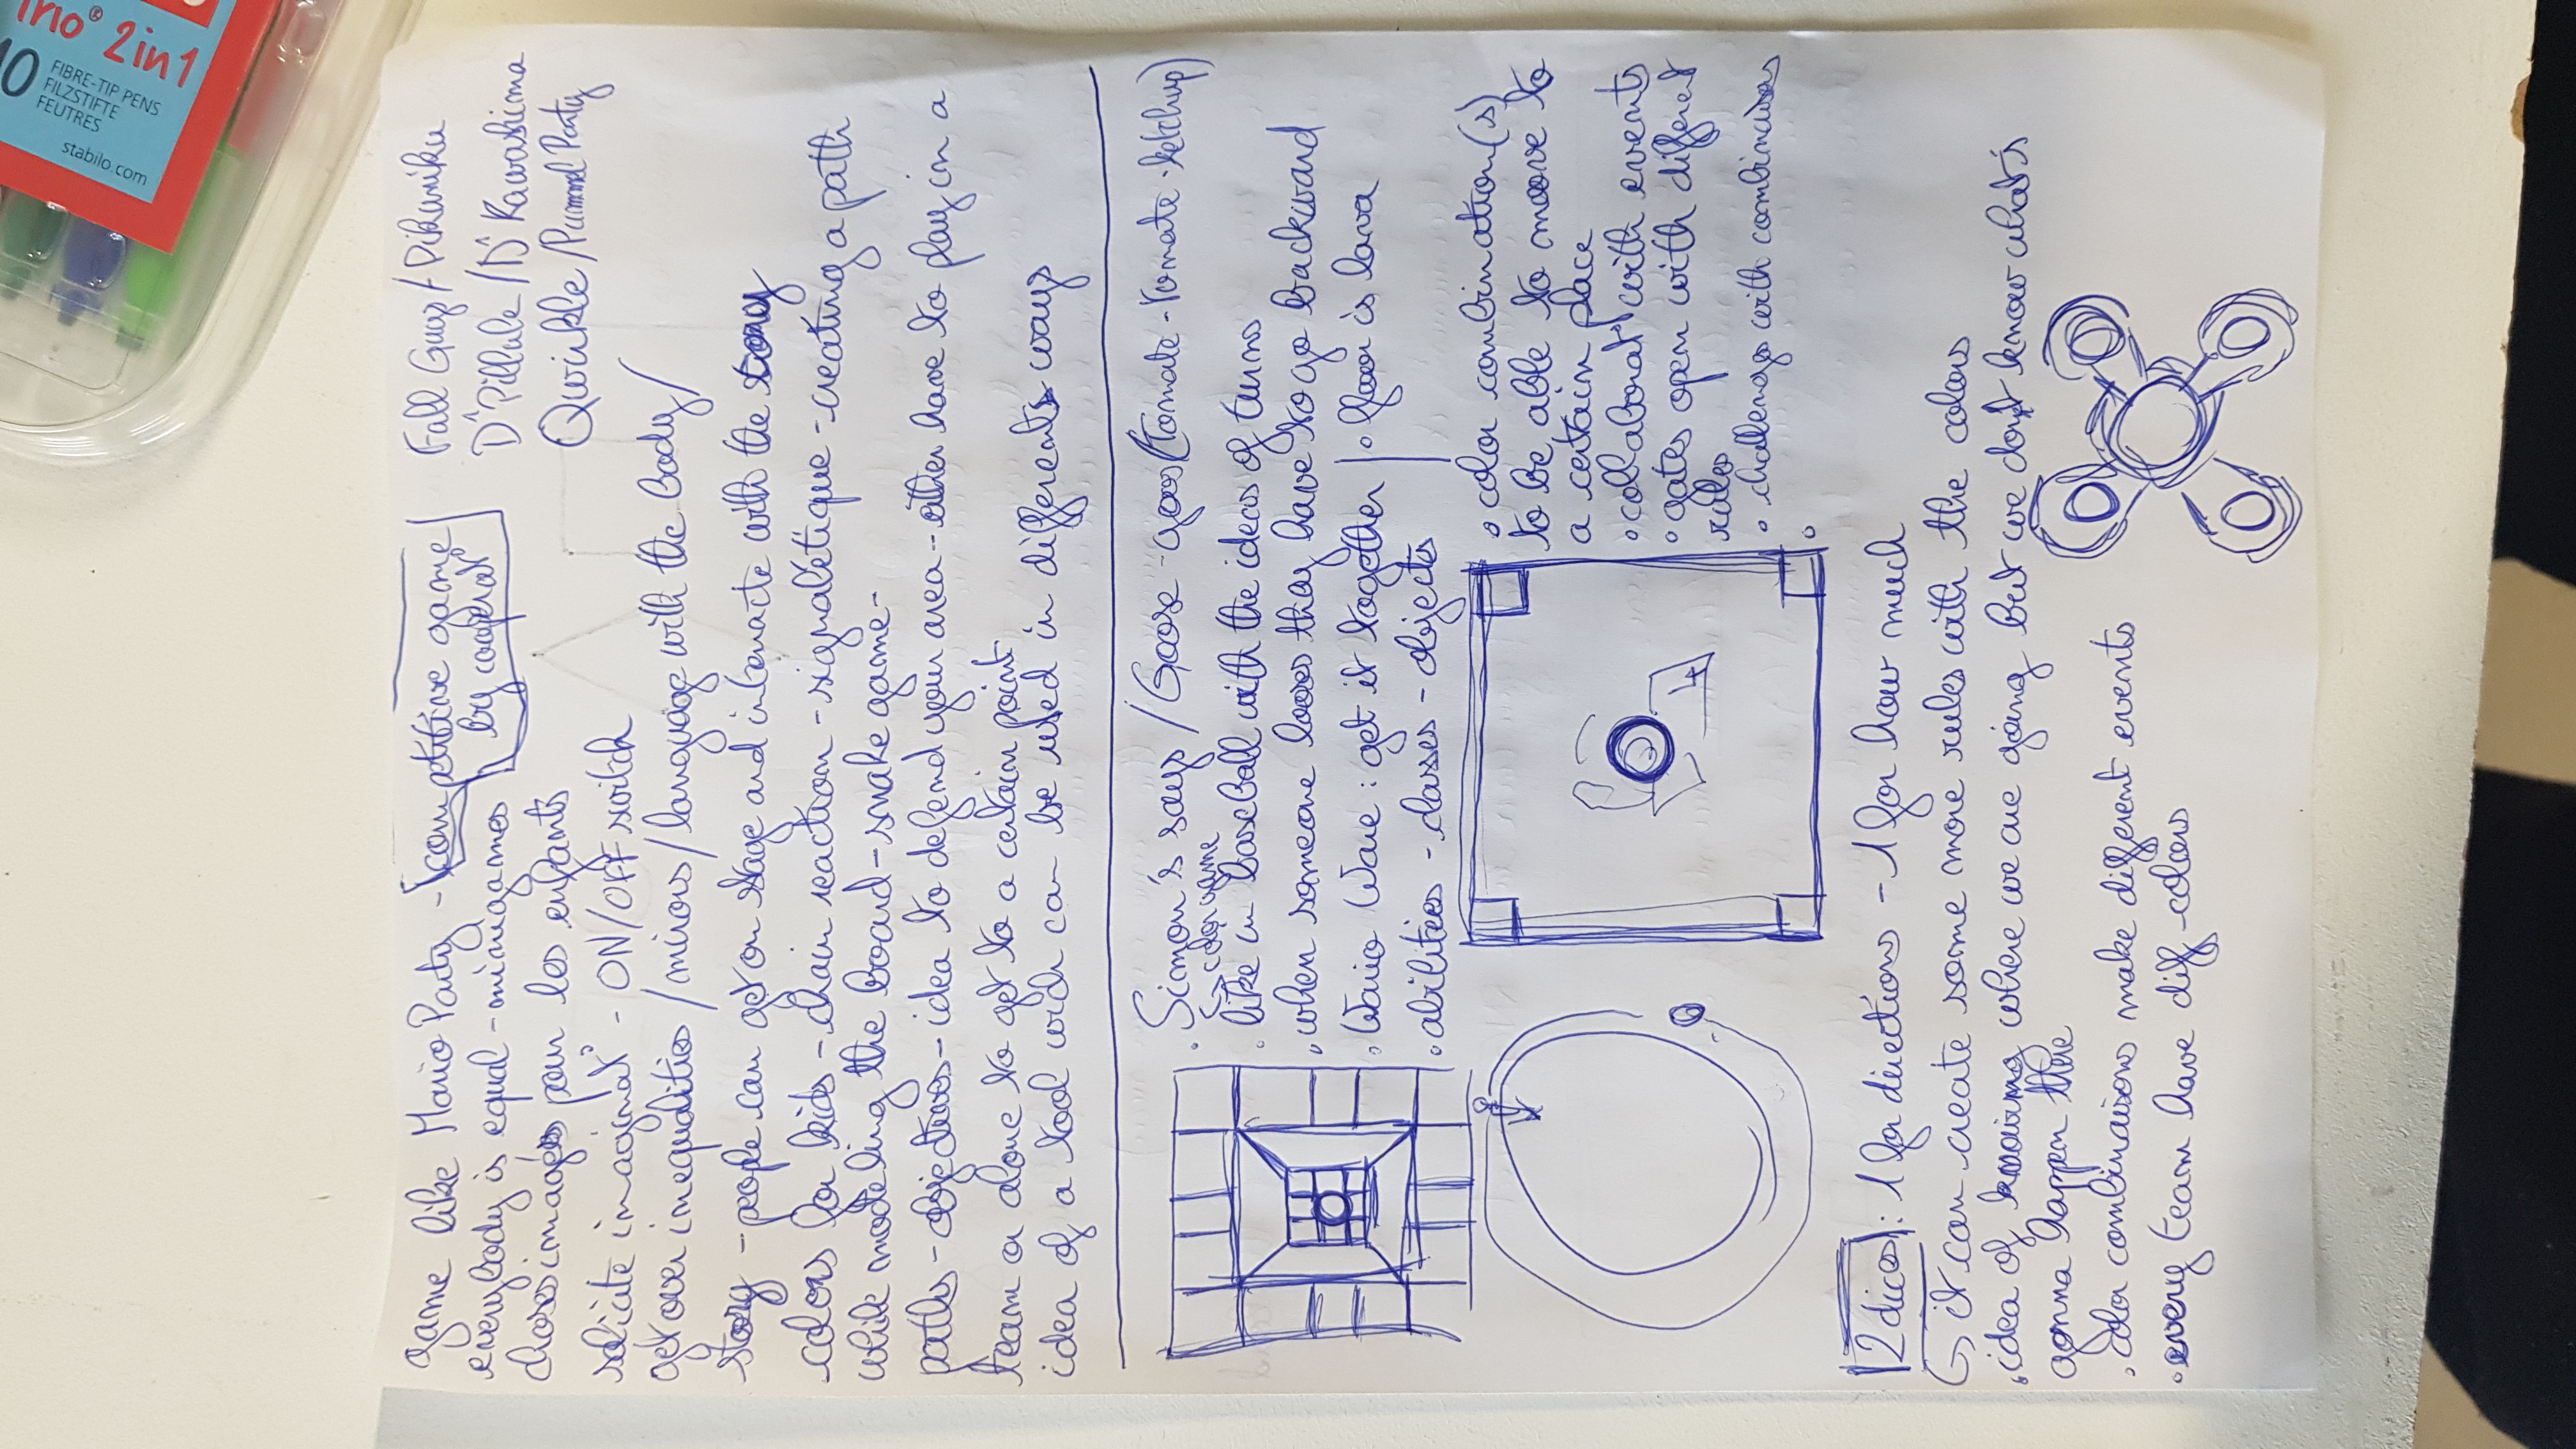 ino® 2in1
10 FIBRE-TIP PENS
FILZSTIFTE
FEUTRES
stabilo.com
game like Mario Party - competitive game
by cooperat°
everybody is equal - minigames
choses imagées pour les enfants
solicite imaginat° - ON/OFF switch
get over inequalities / mirors / language with the body /
Fall Guys / Pikuniku
Dr Pillule / Dr Kawashima
Qwirkle / Pummel Party
story - people can get on stage and interacte with the story
colors for kids - chain reaction - signalétique - creating a path
while modeling the board - snake game -
paths - objectives - idea to defend your area - either have to play in a
team or alone to get to a certain point
idea of a tool wich can be used in differents ways
. Simon's says / Goose - goos (tomate - tomate - ketchup)
↳ color game
. like in baseball with the ideas of turns
. when someone looses they have to go backward
. Wario Ware : get it together | . floor is lava
. abilities - classes - objects
. color combination(s)
to be able to moove to
a certain place
. collaborat° with events
. gates open with different
rules
. challenges with combinaisons
2 dices : 1 for directions - 1 for how much
↳ it can create some more rules with the colors
. idea of knowing where we are going but we don't know what's
gonna happen there
. color combinaisons make different events
. every team have diff colors